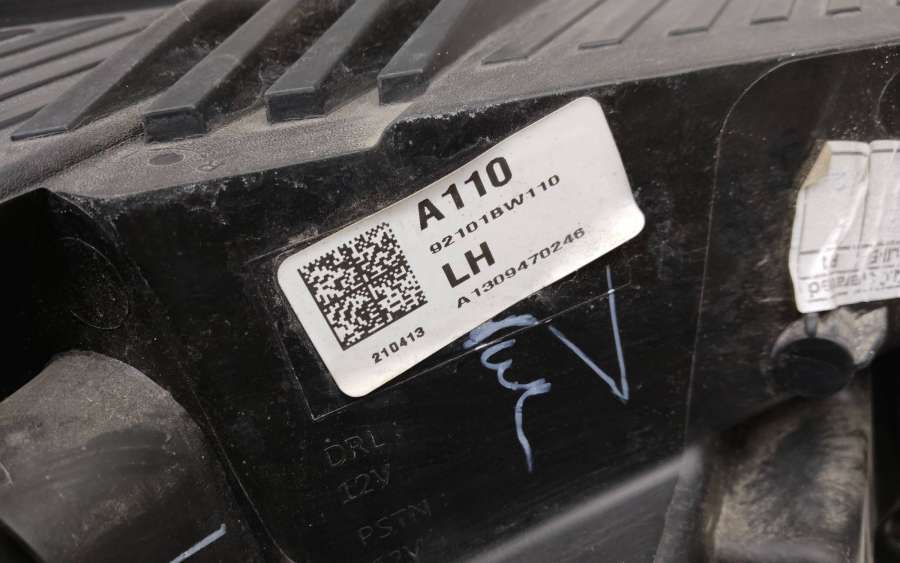 A110
92101BW110
LH
A1309470246
210413
DRL
12V
PSTN